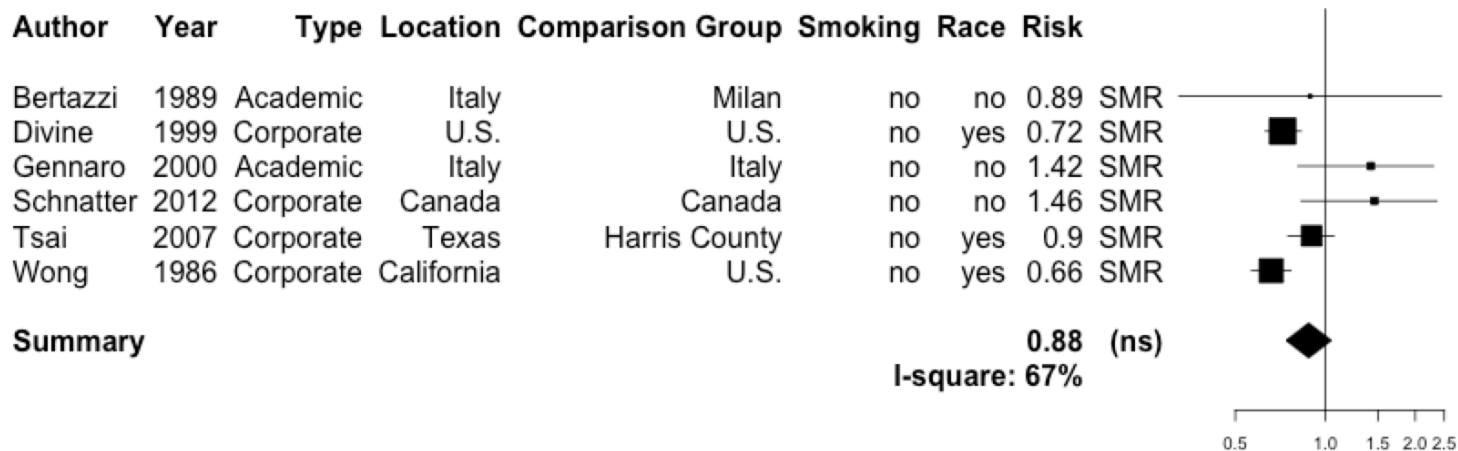 Author Year Type Location Comparison Group Smoking Race Risk
Bertazzi 1989 Academic Italy Milan no no 0.89 SMR
Divine 1999 Corporate U.S. U.S. no yes 0.72 SMR
Gennaro 2000 Academic Italy Italy no no 1.42 SMR
Schnatter 2012 Corporate Canada Canada no no 1.46 SMR
Tsai 2007 Corporate Texas Harris County no yes 0.9 SMR
Wong 1986 Corporate California U.S. no yes 0.66 SMR
Summary 0.88 (ns)
I-square: 67%
0.5 1.0 1.5 2.0 2.5